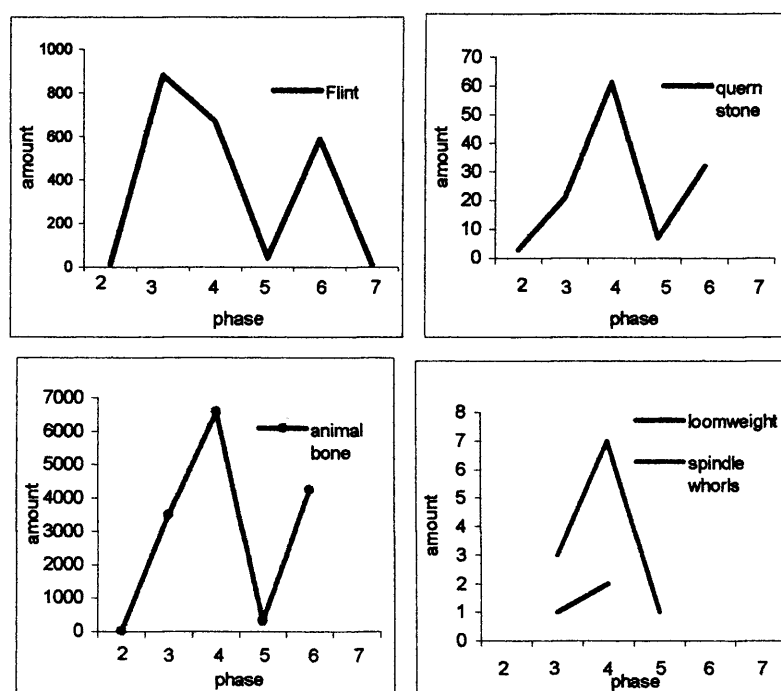 1000
800
600
400
200
0
amount
Flint
2 3 4 5 6 7
phase
70
60
50
40
30
20
10
0
amount
quern
stone
2 3 4 5 6 7
phase
7000
6000
5000
4000
3000
2000
1000
0
amount
animal
bone
2 3 4 5 6 7
phase
8
7
6
5
4
3
2
1
0
amount
loomweight
spindle
whorls
2 3 4 5 6 7
phase